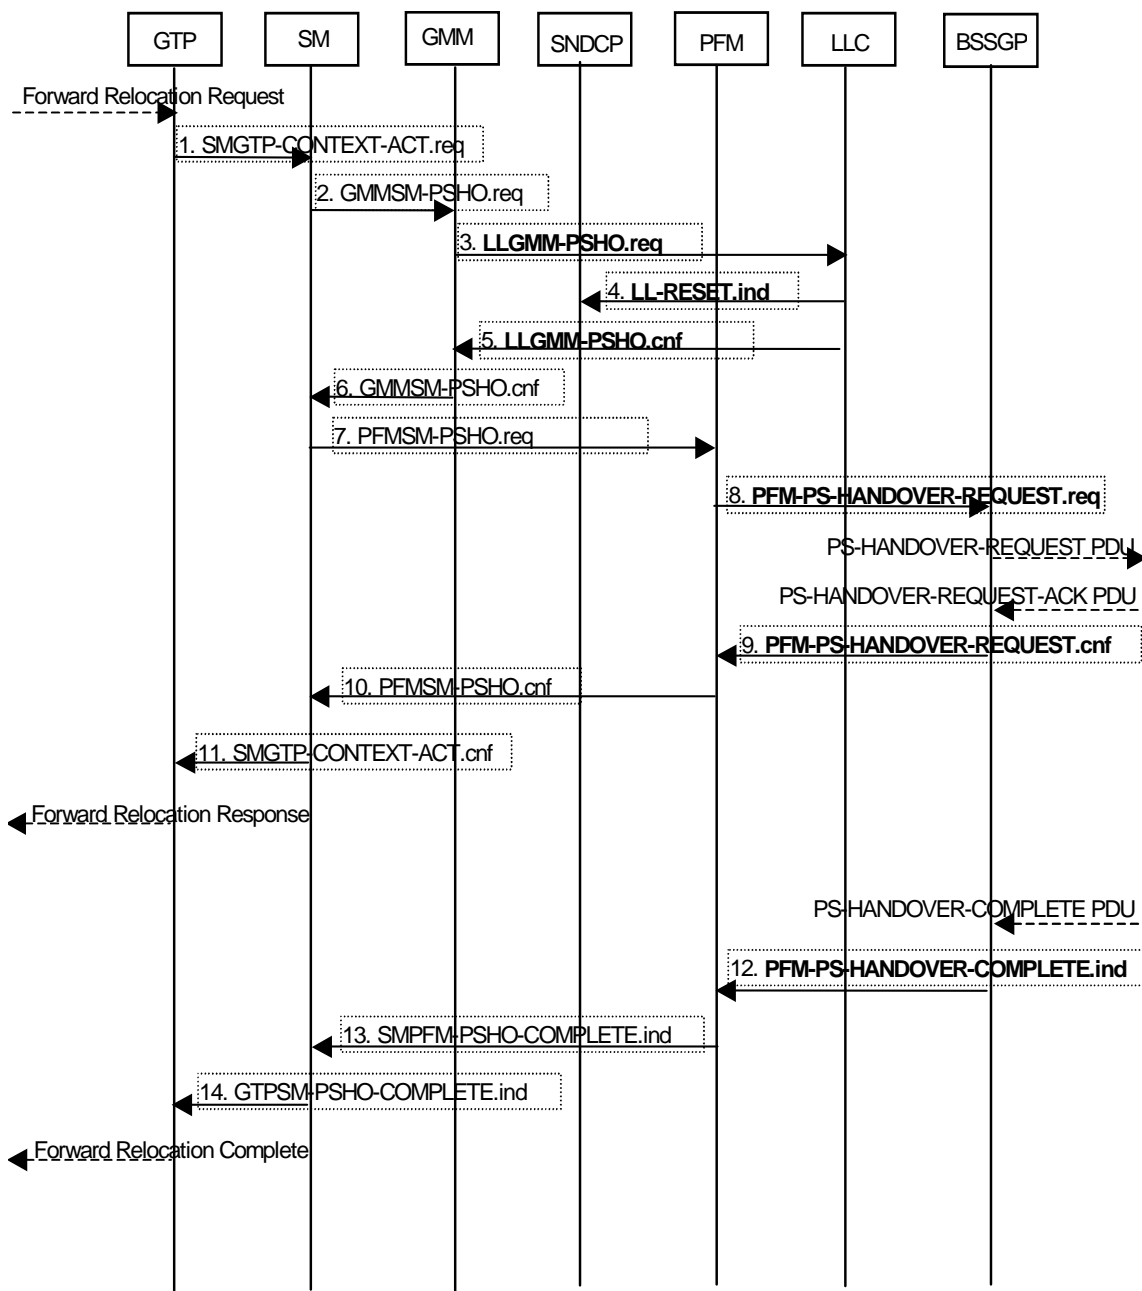 GTP
SM
GMM
SNDCP
PFM
LLC
BSSGP
Forward Relocation Request
1. SMGTP-CONTEXT-ACT.req
2. GMMSM-PSHO.req
3. LLGMM-PSHO.req
4. LL-RESET.ind
5. LLGMM-PSHO.cnf
6. GMMSM-PSHO.cnf
7. PFMSM-PSHO.req
8. PFM-PS-HANDOVER-REQUEST.req
PS-HANDOVER-REQUEST PDU
PS-HANDOVER-REQUEST-ACK PDU
9. PFM-PS-HANDOVER-REQUEST.cnf
10. PFMSM-PSHO.cnf
11. SMGTP-CONTEXT-ACT.cnf
Forward Relocation Response
PS-HANDOVER-COMPLETE PDU
12. PFM-PS-HANDOVER-COMPLETE.ind
13. SMPFM-PSHO-COMPLETE.ind
14. GTPSM-PSHO-COMPLETE.ind
Forward Relocation Complete